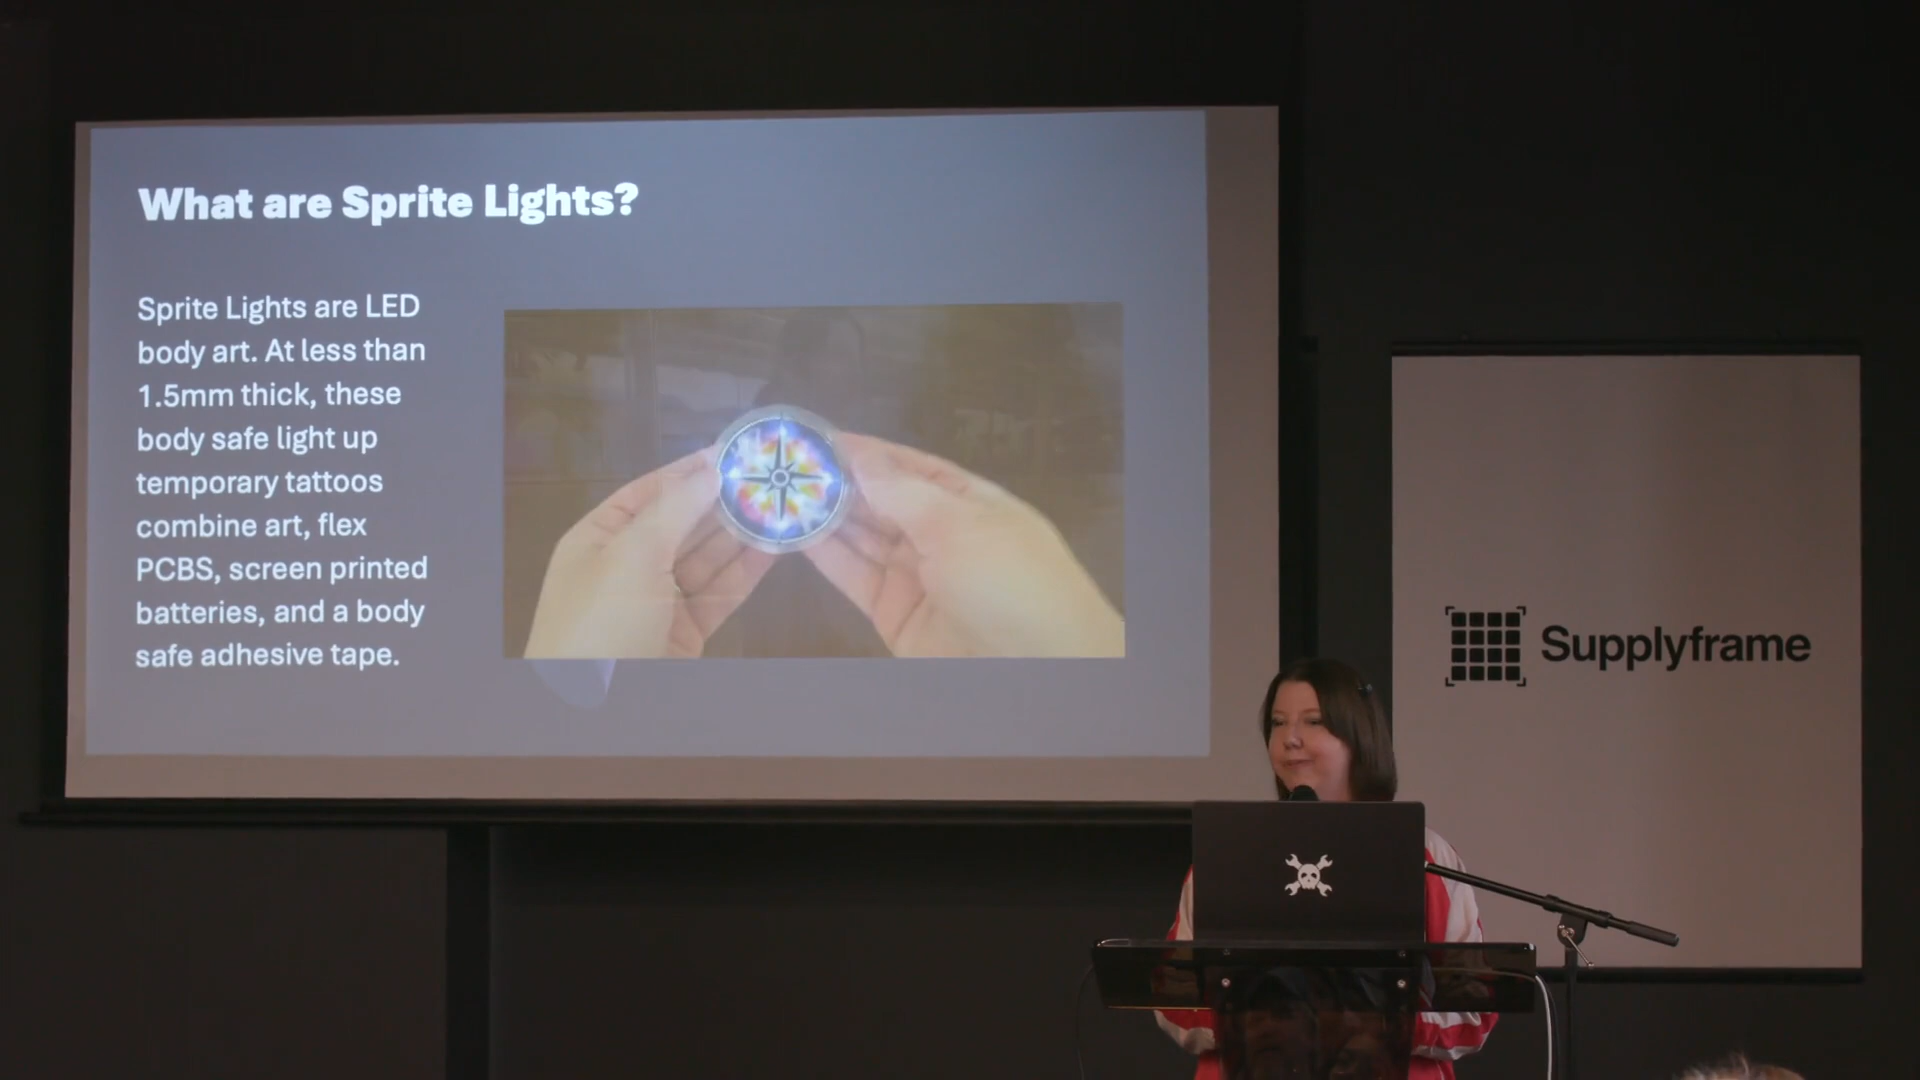 What are Sprite Lights?
Sprite Lights are LED
body art. At less than
1.5mm thick, these
body safe light up
temporary tattoos
combine art, flex
PCBS, screen printed
batteries, and a body
safe adhesive tape.
Supplyframe